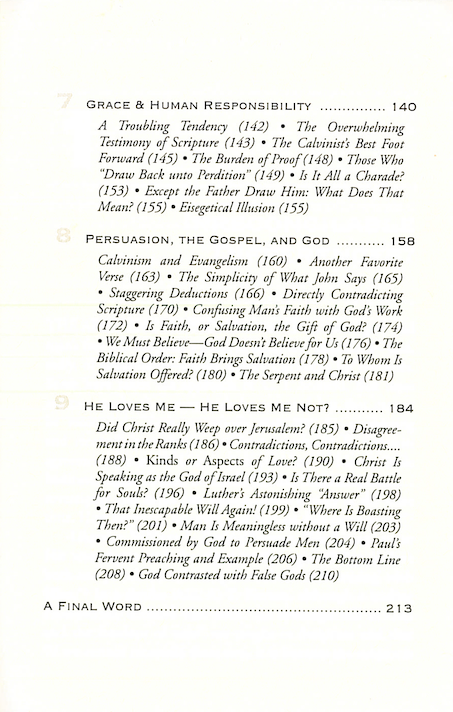 7 GRACE & HUMAN RESPONSIBILITY ............... 140
A Troubling Tendency (142) • The Overwhelming
Testimony of Scripture (143) • The Calvinist's Best Foot
Forward (145) • The Burden of Proof (148) • Those Who
"Draw Back unto Perdition" (149) • Is It All a Charade?
(153) • Except the Father Draw Him: What Does That
Mean? (155) • Eisegetical Illusion (155)
8 PERSUASION, THE GOSPEL, AND GOD ........... 158
Calvinism and Evangelism (160) • Another Favorite
Verse (163) • The Simplicity of What John Says (165)
• Staggering Deductions (166) • Directly Contradicting
Scripture (170) • Confusing Man's Faith with God's Work
(172) • Is Faith, or Salvation, the Gift of God? (174)
• We Must Believe—God Doesn't Believe for Us (176) • The
Biblical Order: Faith Brings Salvation (178) • To Whom Is
Salvation Offered? (180) • The Serpent and Christ (181)
9 HE LOVES ME — HE LOVES ME NOT? ........... 184
Did Christ Really Weep over Jerusalem? (185) • Disagree-
ment in the Ranks (186) • Contradictions, Contradictions....
(188) • Kinds or Aspects of Love? (190) • Christ Is
Speaking as the God of Israel (193) • Is There a Real Battle
for Souls? (196) • Luther's Astonishing "Answer" (198)
• That Inescapable Will Again! (199) • "Where Is Boasting
Then?" (201) • Man Is Meaningless without a Will (203)
• Commissioned by God to Persuade Men (204) • Paul's
Fervent Preaching and Example (206) • The Bottom Line
(208) • God Contrasted with False Gods (210)
A FINAL WORD ..................................................... 213